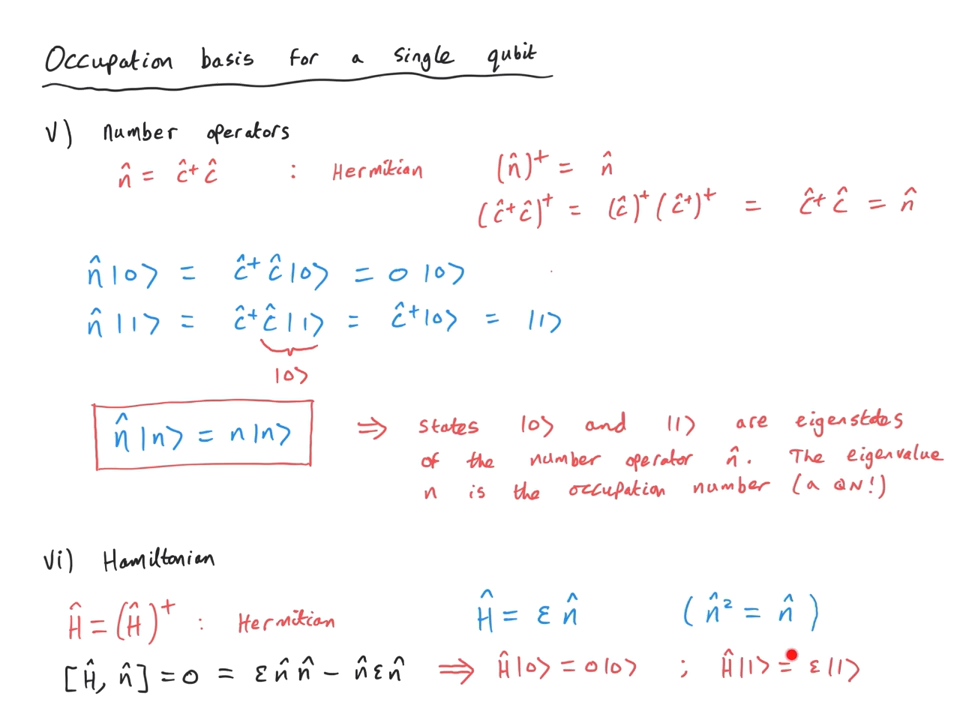 Occupation basis for a single qubit
v) Number operators
n̂ = ĉ⁺ĉ : Hermitian (n̂)⁺ = n̂
(ĉ⁺ĉ)⁺ = (ĉ)⁺(ĉ⁺)⁺ = ĉ⁺ĉ = n̂
n̂|0> = ĉ⁺ĉ|0> = 0|0>
n̂|1> = ĉ⁺ĉ|1> = ĉ⁺|0> = |1>
|0>
n̂|n> = n|n> ⇒ states |0> and |1> are eigenstates
of the number operator n̂. The eigenvalue
n is the occupation number (a QN!)
vi) Hamiltonian
Ĥ = (Ĥ)⁺ : Hermitian Ĥ = ε n̂ (n̂² = n̂)
[Ĥ, n̂] = 0 = εn̂n̂ - n̂εn̂ ⇒ Ĥ|0> = 0|0> ; Ĥ|1> = ε|1>